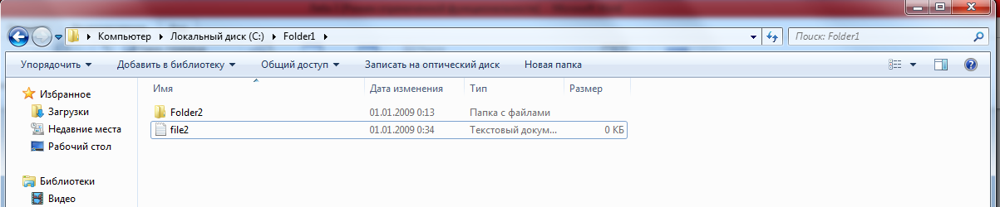 Компьютер ▸ Локальный диск (C:) ▸ Folder1 ▸ Поиск: Folder1
Упорядочить Добавить в библиотеку Общий доступ Записать на оптический диск Новая папка
Избранное
Загрузки
Недавние места
Рабочий стол
Библиотеки
Видео
Имя Дата изменения Тип Размер
Folder2 01.01.2009 0:13 Папка с файлами
file2 01.01.2009 0:34 Текстовый докум... 0 КБ